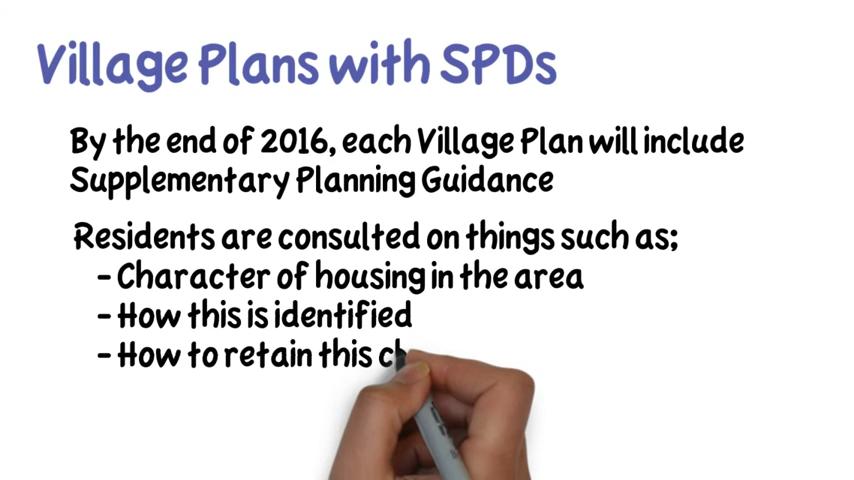 Village Plans with SPDs
By the end of 2016, each Village Plan will include
Supplementary Planning Guidance
Residents are consulted on things such as;
- Character of housing in the area
- How this is identified
- How to retain this